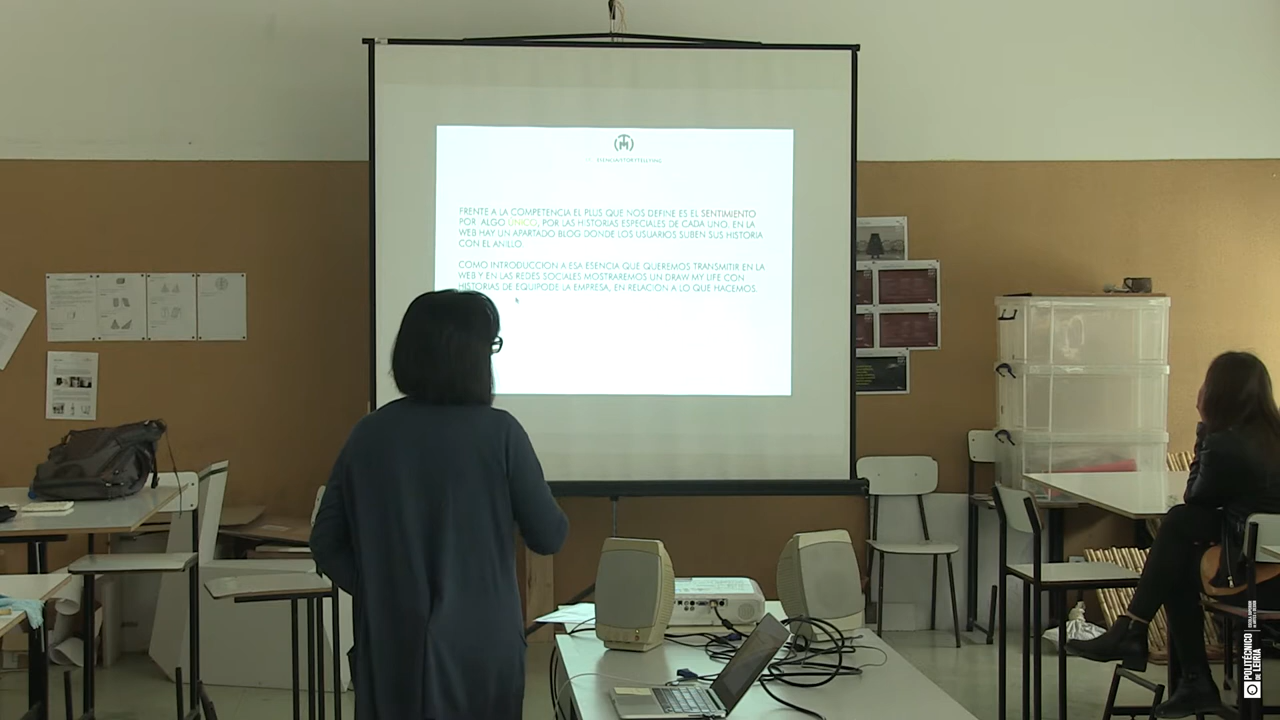 ESENCIA STORYTELLING
FRENTE A LA COMPETENCIA EL PLUS QUE NOS DEFINE ES EL SENTIMIENTO
POR ALGO ÚNICO, POR LAS HISTORIAS ESPECIALES DE CADA UNO. EN LA
WEB HAY UN APARTADO BLOG DONDE LOS USUARIOS SUBEN SUS HISTORIA
CON EL ANILLO.
COMO INTRODUCCION A ESA ESENCIA QUE QUEREMOS TRANSMITIR EN LA
WEB Y EN LAS REDES SOCIALES MOSTRAREMOS UN DRAW MY LIFE CON
HISTORIAS DE EQUIPODE LA EMPRESA, EN RELACION A LO QUE HACEMOS.
POLITÉCNICO
DE LEIRIA